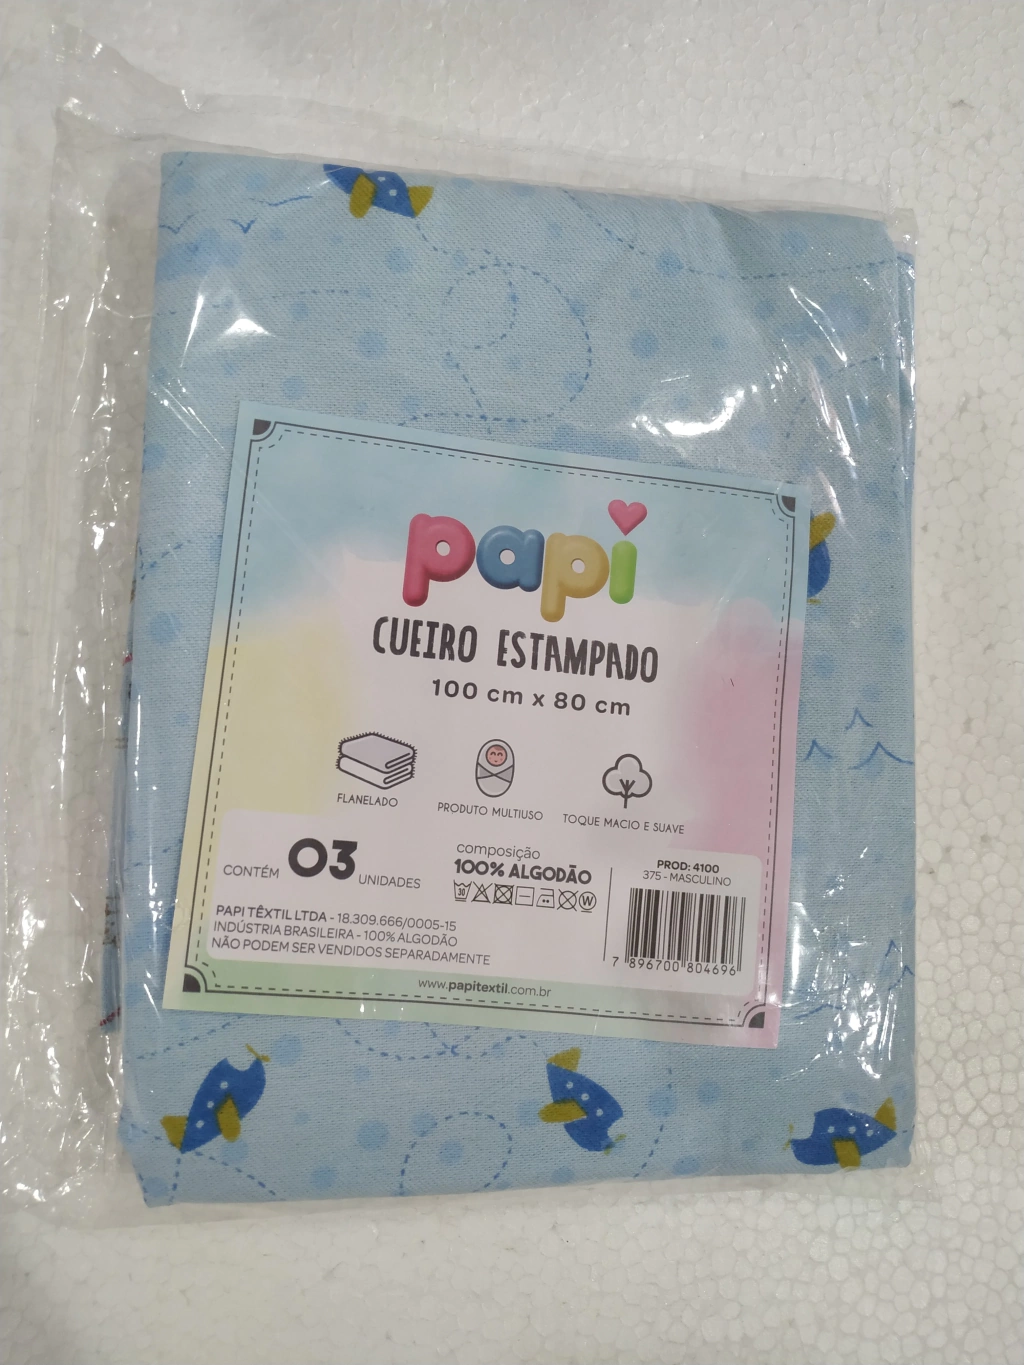 papi
CUEIRO ESTAMPADO
100 cm x 80 cm
FLANELADO
PRODUTO MULTIUSO
TOQUE MACIO E SUAVE
CONTÉM 03 UNIDADES
composição
100% ALGODÃO
30
W
PAPI TÊXTIL LTDA - 18.309.666/0005-15
INDÚSTRIA BRASILEIRA - 100% ALGODÃO
NÃO PODEM SER VENDIDOS SEPARADAMENTE
PROD: 4100
375 - MASCULINO
7 896700 804696
www.papitextil.com.br